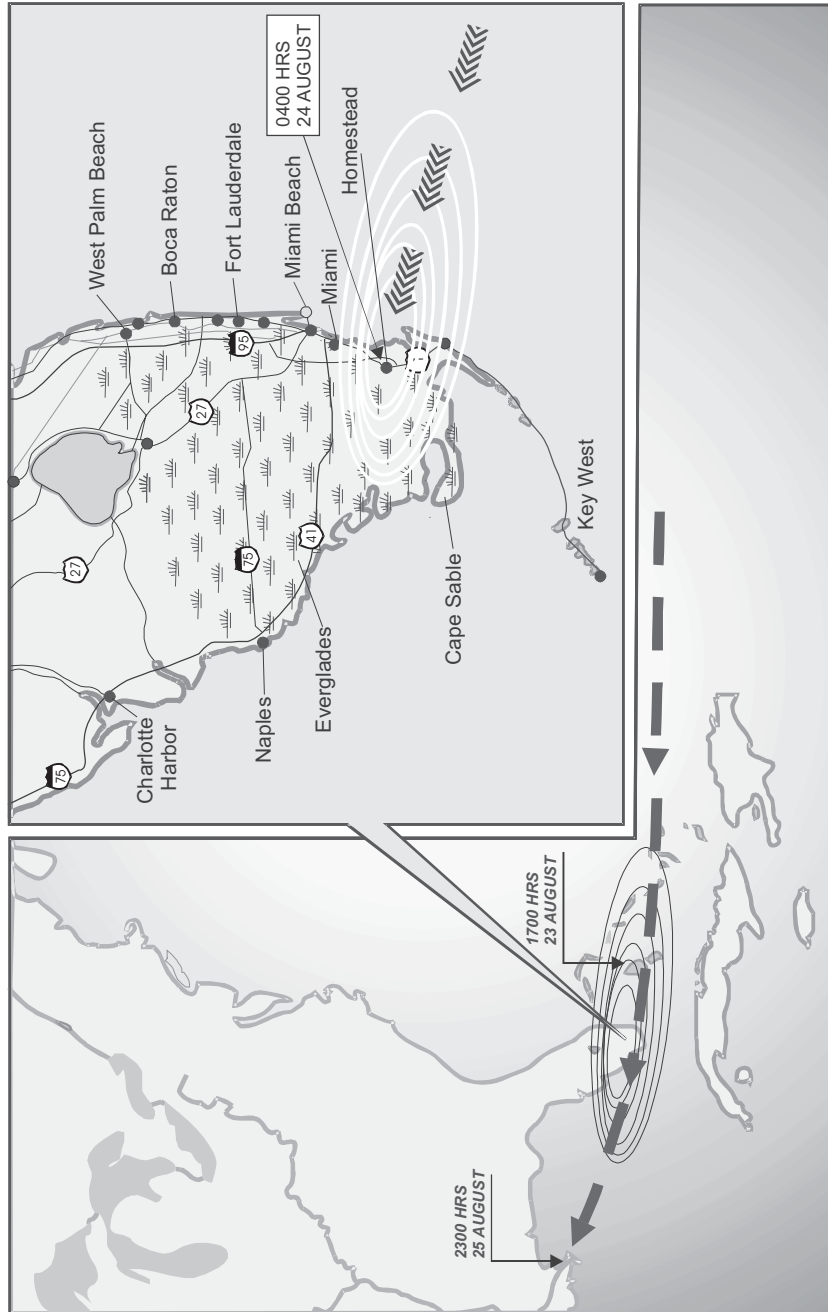 0400 HRS
24 AUGUST
West Palm Beach
Boca Raton
Fort Lauderdale
Miami Beach
Miami
Homestead
95
27
27
75
41
1
75
Charlotte
Harbor
Naples
Everglades
Cape Sable
Key West
1700 HRS
23 AUGUST
2300 HRS
25 AUGUST